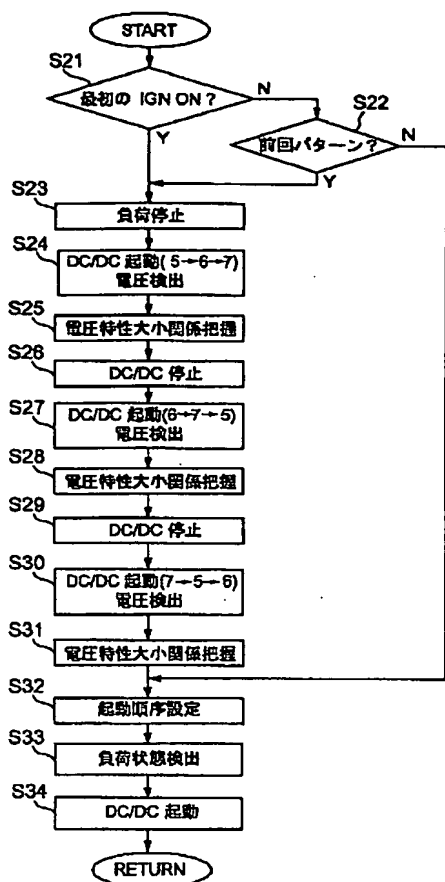 START
S21
最初の IGN ON？
N
S22
前回パターン？
N
Y
Y
S23
負荷停止
S24
DC/DC 起動(5→6→7)
電圧検出
S25
電圧特性大小関係把握
S26
DC/DC 停止
S27
DC/DC 起動(6→7→5)
電圧検出
S28
電圧特性大小関係把握
S29
DC/DC 停止
S30
DC/DC 起動(7→5→6)
電圧検出
S31
電圧特性大小関係把握
S32
起動順序設定
S33
負荷状態検出
S34
DC/DC 起動
RETURN